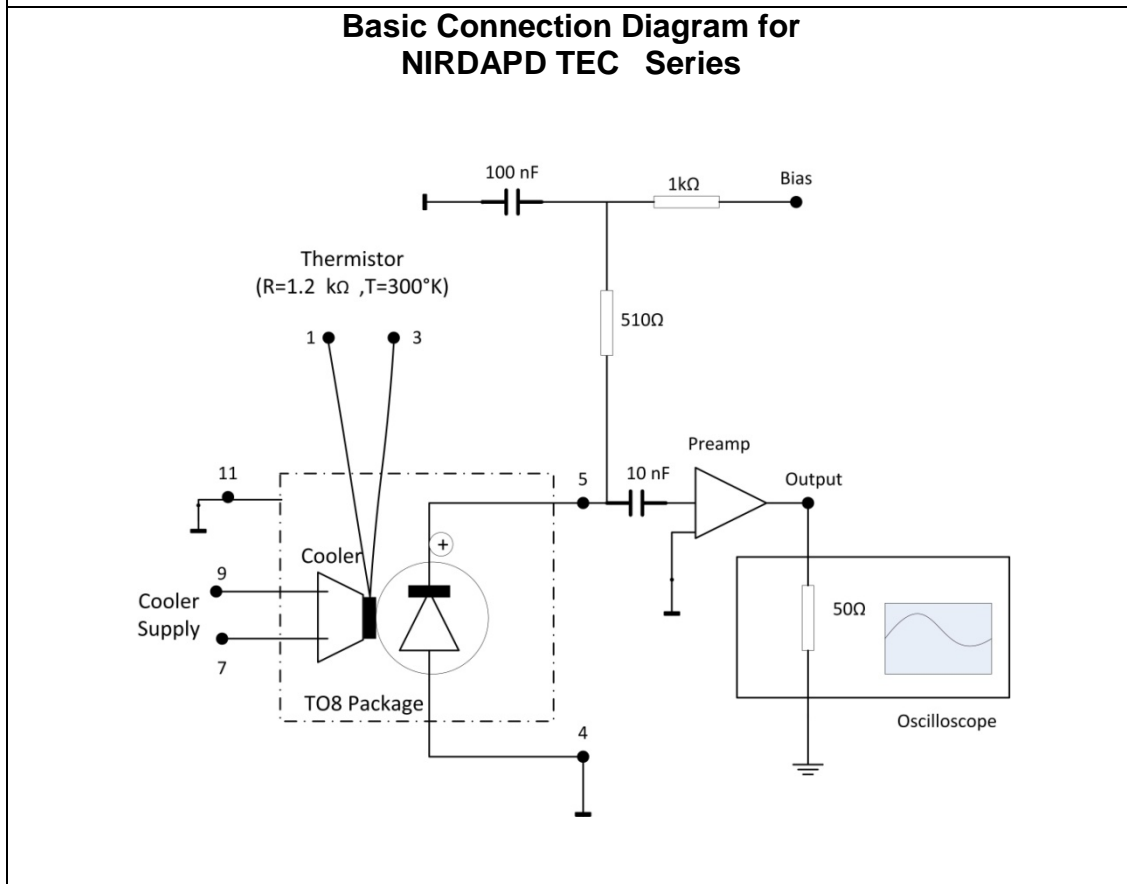 Basic Connection Diagram for
NIRDAPD TEC Series
100 nF
1kΩ
Bias
Thermistor
(R=1.2 kΩ ,T=300°K)
1
3
510Ω
Preamp
11
5
10 nF
Output
+
Cooler
9
Cooler
Supply
7
50Ω
TO8 Package
Oscilloscope
4